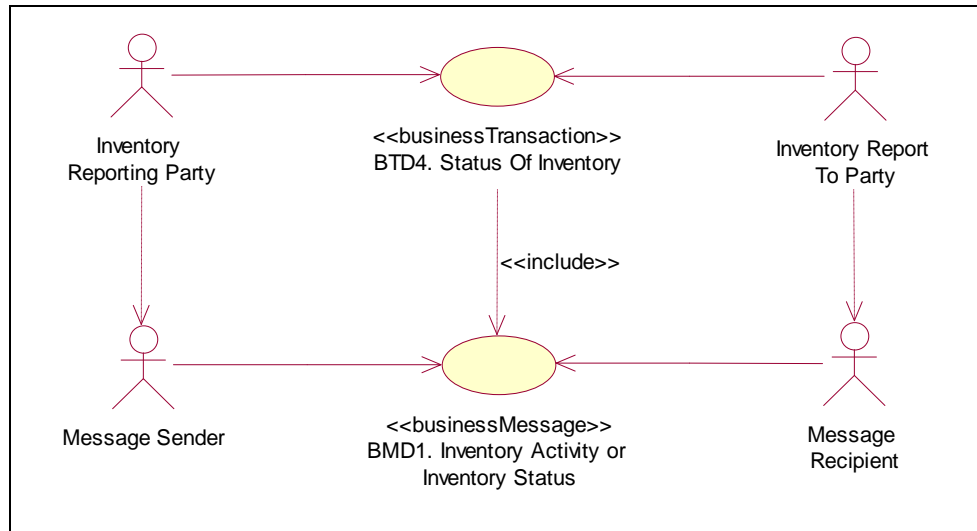 Inventory
Reporting Party
<<businessTransaction>>
BTD4. Status Of Inventory
Inventory Report
To Party
<<include>>
Message Sender
<<businessMessage>>
BMD1. Inventory Activity or
Inventory Status
Message
Recipient